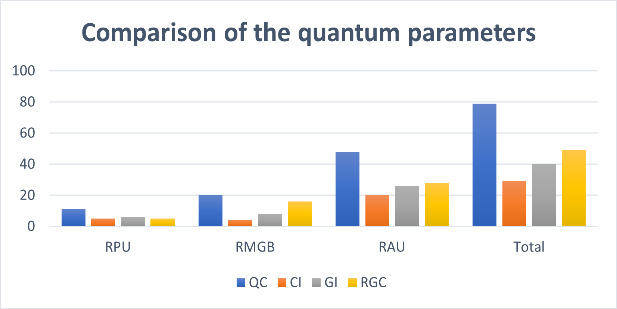 Comparison of the quantum parameters
100
80
60
40
20
0
RPU RMGB RAU Total
QC CI GI RGC